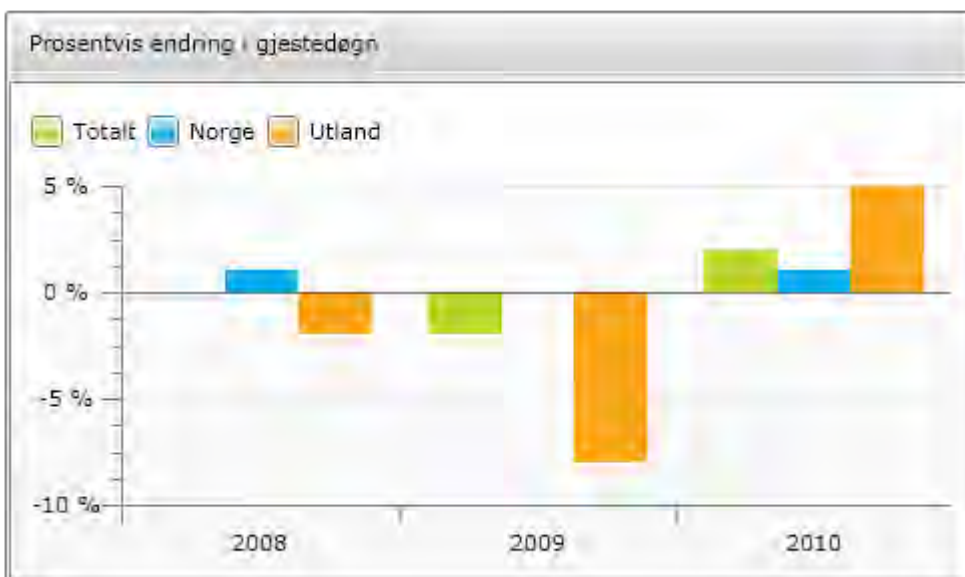 Prosentvis endring i gjestedøgn
Totalt Norge Utland
5 %
0 %
-5 %
-10 %
2008 2009 2010